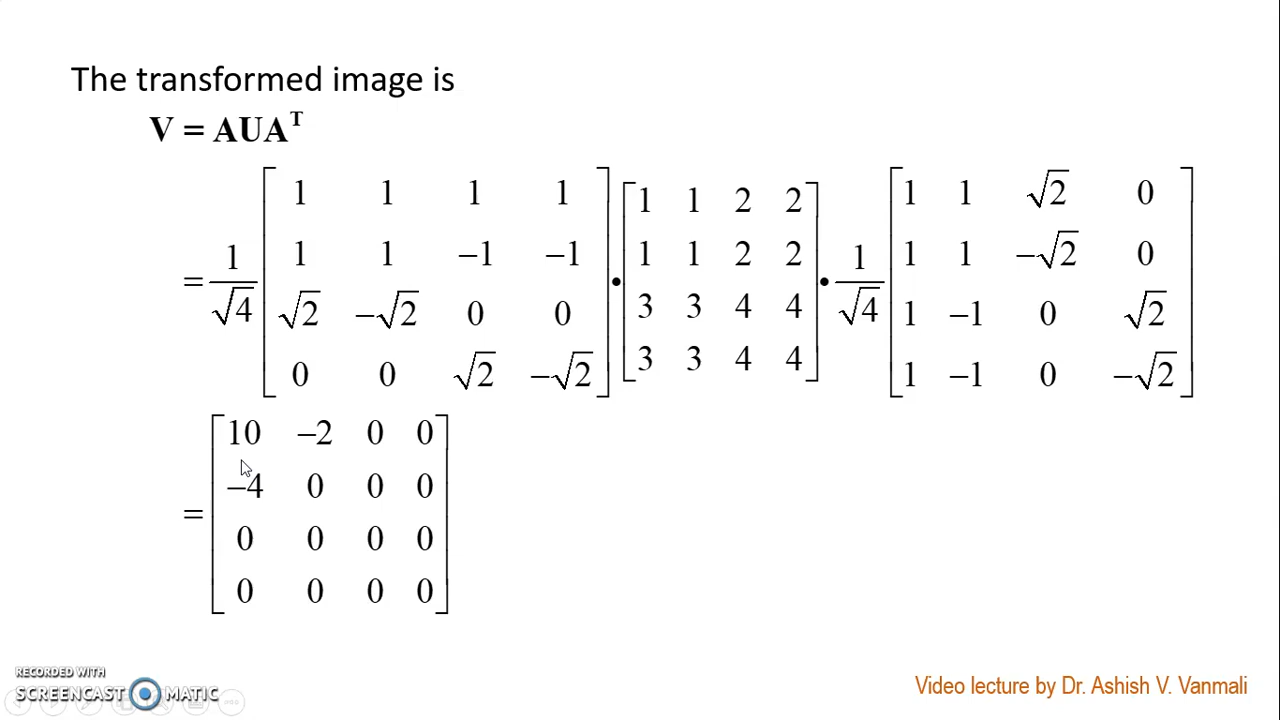 The transformed image is
V = AUAᵀ
= 1/√4 [1 1 1 1; 1 1 −1 −1; √2 −√2 0 0; 0 0 √2 −√2] • [1 1 2 2; 1 1 2 2; 3 3 4 4; 3 3 4 4] • 1/√4 [1 1 √2 0; 1 1 −√2 0; 1 −1 0 √2; 1 −1 0 −√2]
= [10 −2 0 0; −4 0 0 0; 0 0 0 0; 0 0 0 0]
RECORDED WITH
SCREENCAST MATIC
Video lecture by Dr. Ashish V. Vanmali